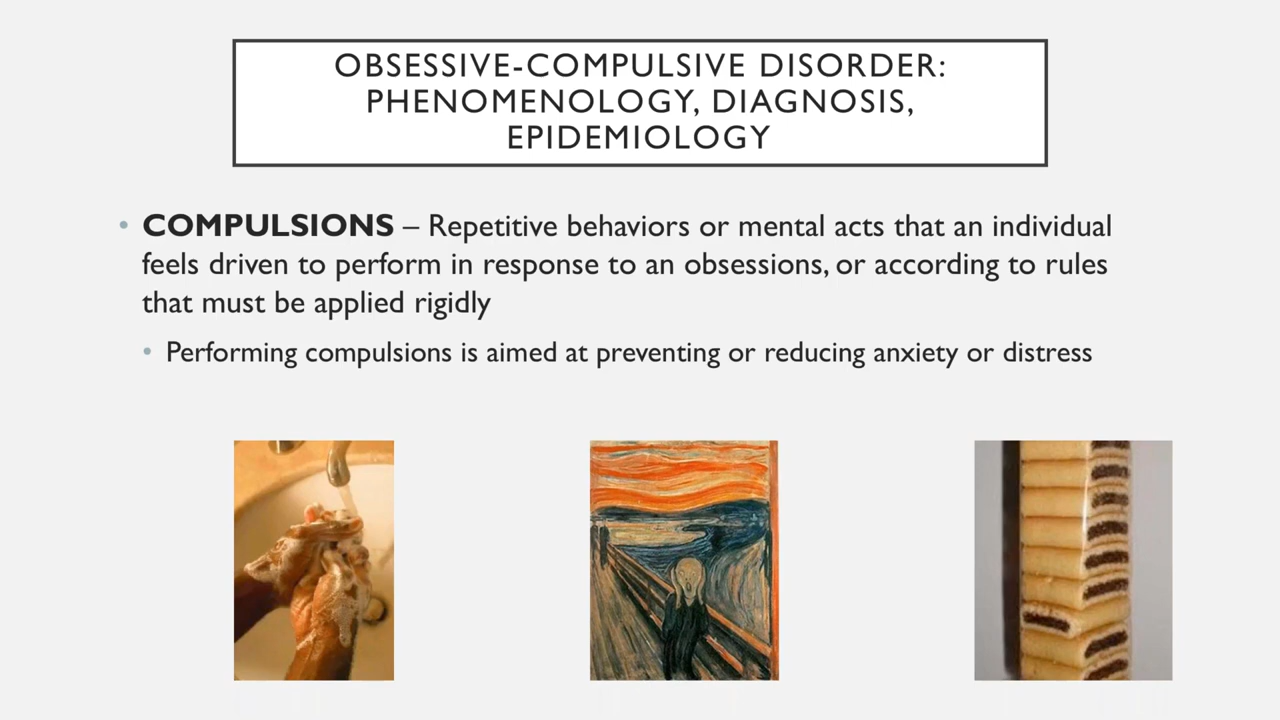 OBSESSIVE-COMPULSIVE DISORDER:
PHENOMENOLOGY, DIAGNOSIS,
EPIDEMIOLOGY
• COMPULSIONS – Repetitive behaviors or mental acts that an individual
feels driven to perform in response to an obsessions, or according to rules
that must be applied rigidly
• Performing compulsions is aimed at preventing or reducing anxiety or distress